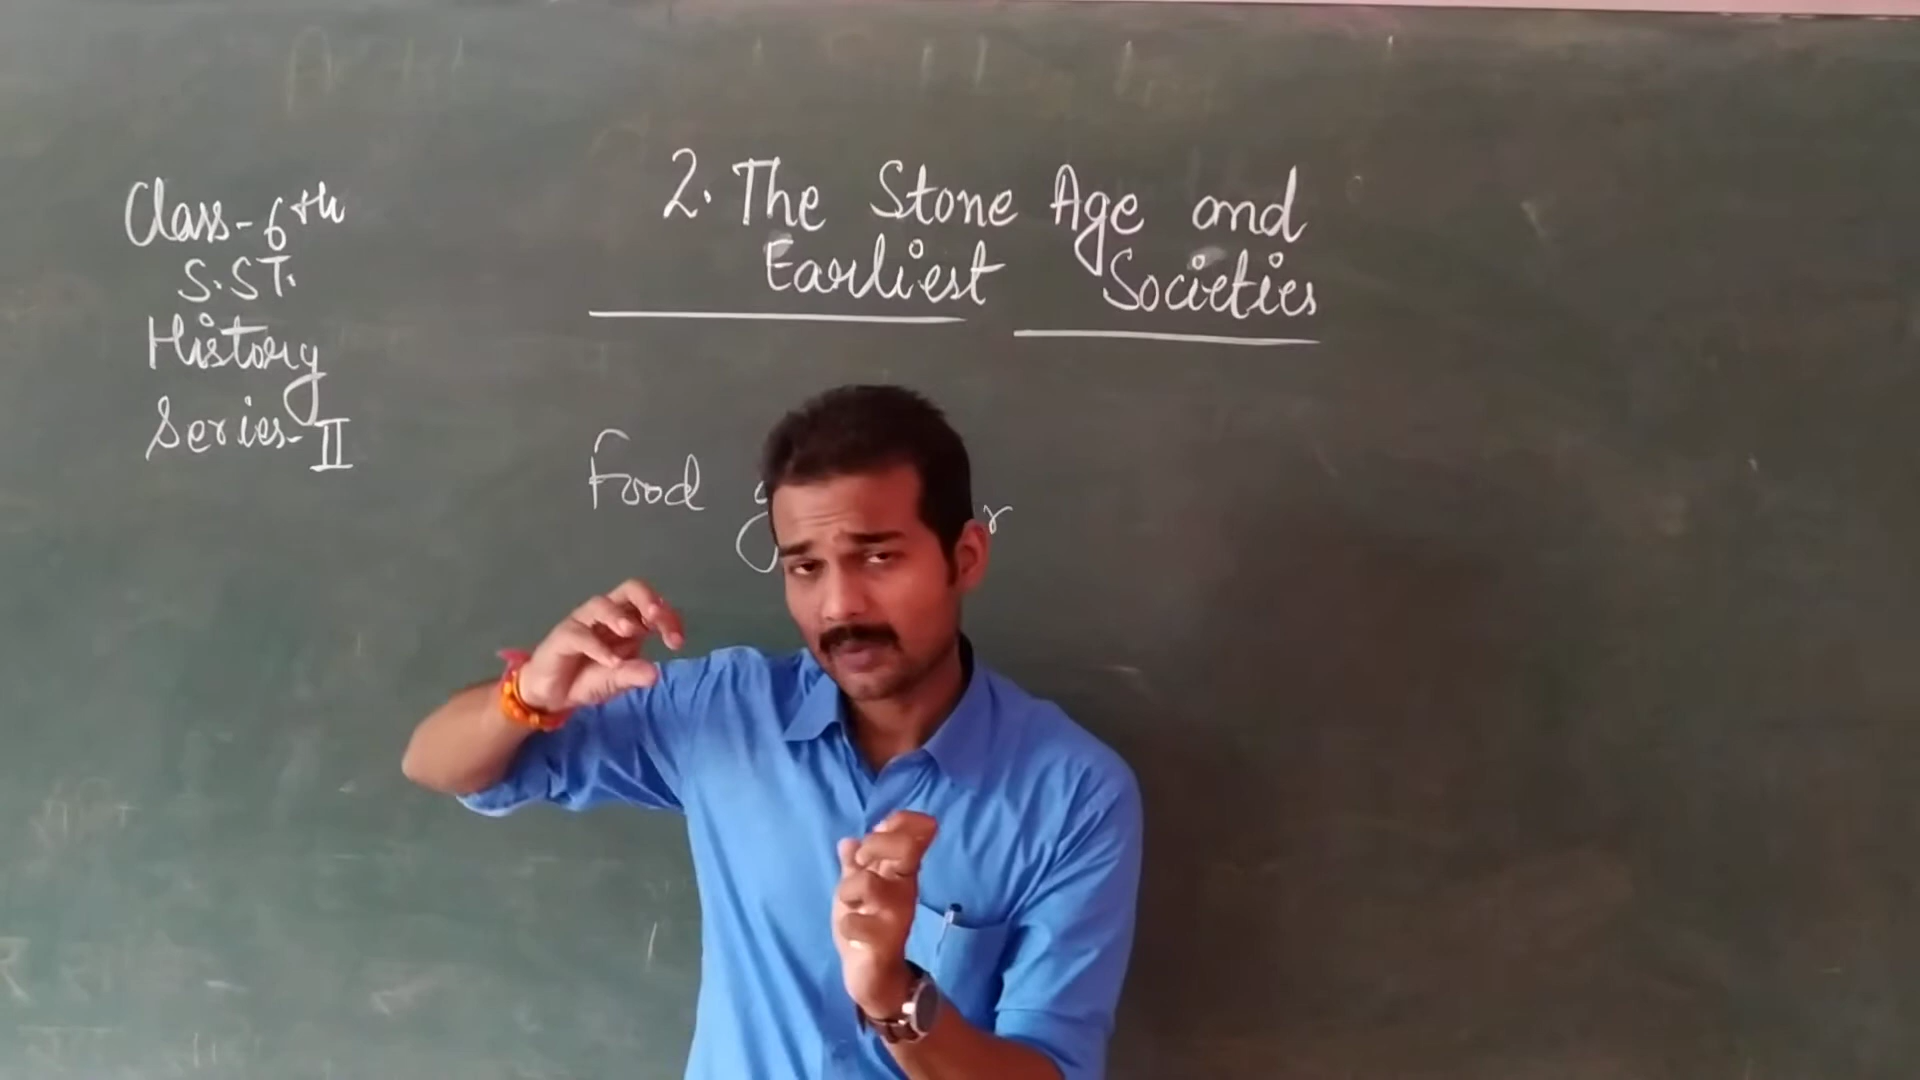 Class-6th
S.ST.
History
Series-II
2. The Stone Age and
Earliest Societies
Food